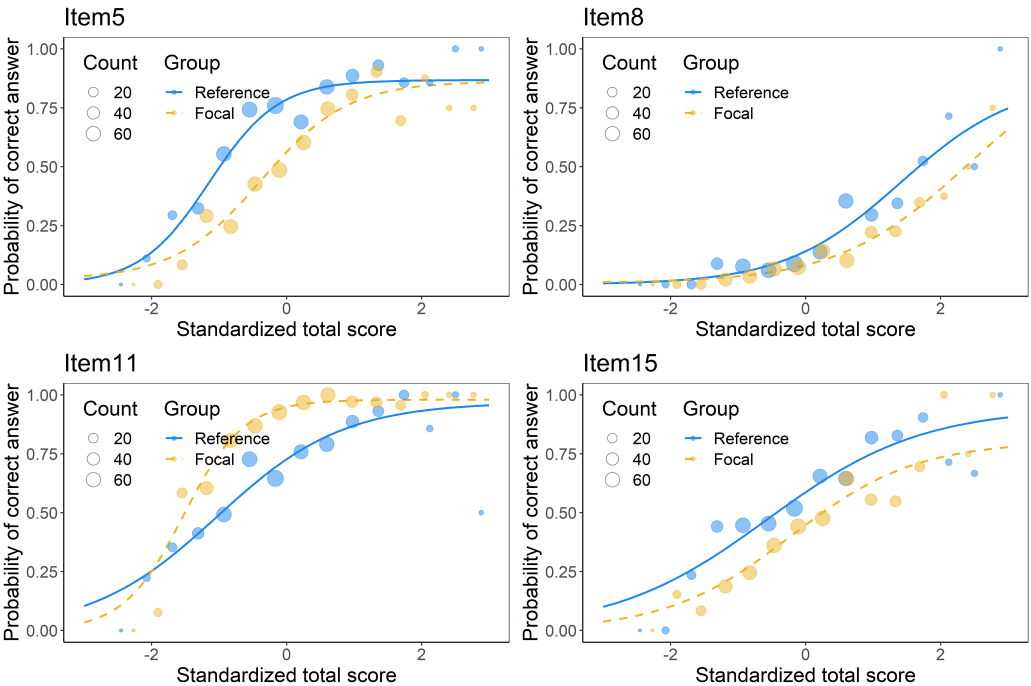 Item5
Probability of correct answer
1.00
0.75
0.50
0.25
0.00
Count
20
40
60
Group
Reference
Focal
-2
0
2
Standardized total score
Item8
Probability of correct answer
1.00
0.75
0.50
0.25
0.00
Count
20
40
60
Group
Reference
Focal
-2
0
2
Standardized total score
Item11
Probability of correct answer
1.00
0.75
0.50
0.25
0.00
Count
20
40
60
Group
Reference
Focal
-2
0
2
Standardized total score
Item15
Probability of correct answer
1.00
0.75
0.50
0.25
0.00
Count
20
40
60
Group
Reference
Focal
-2
0
2
Standardized total score